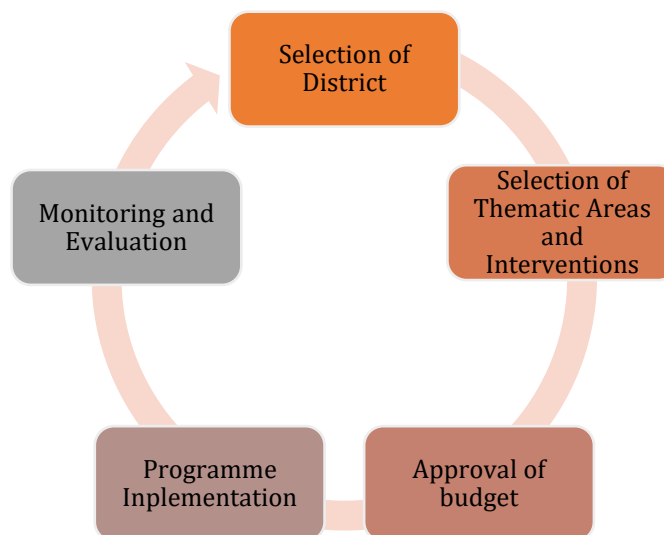 Selection of
District
Selection of
Thematic Areas
and
Interventions
Approval of
budget
Programme
Inplementation
Monitoring and
Evaluation